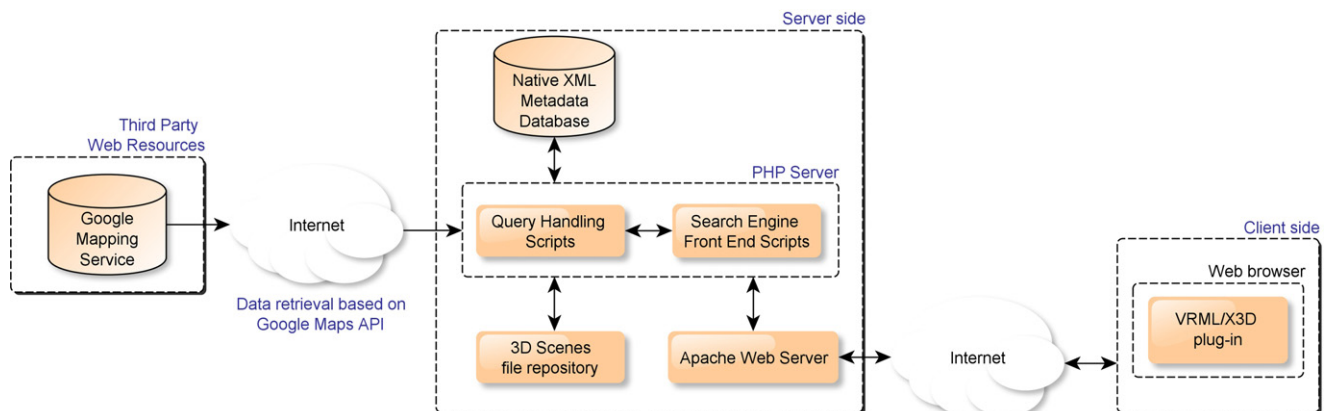 Server side
Native XML
Metadata
Database
Third Party
Web Resources
PHP Server
Google
Mapping
Service
Internet
Query Handling
Scripts
Search Engine
Front End Scripts
Client side
Web browser
Data retrieval based on
Google Maps API
VRML/X3D
plug-in
3D Scenes
file repository
Apache Web Server
Internet